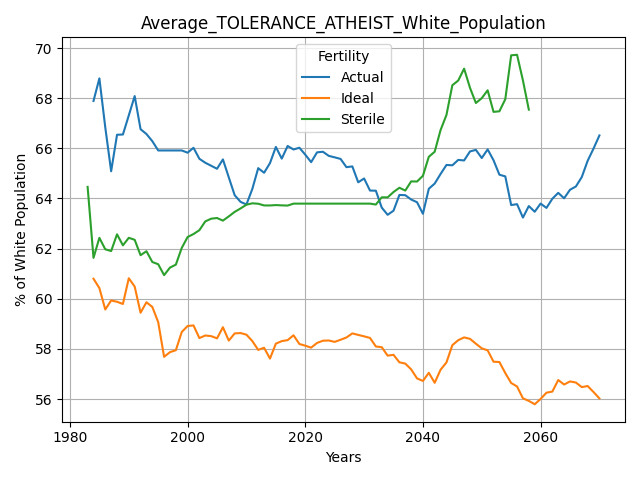 Average_TOLERANCE_ATHEIST_White_Population
Fertility
Actual
Ideal
Sterile
% of White Population
70
68
66
64
62
60
58
56
1980
2000
2020
2040
2060
Years